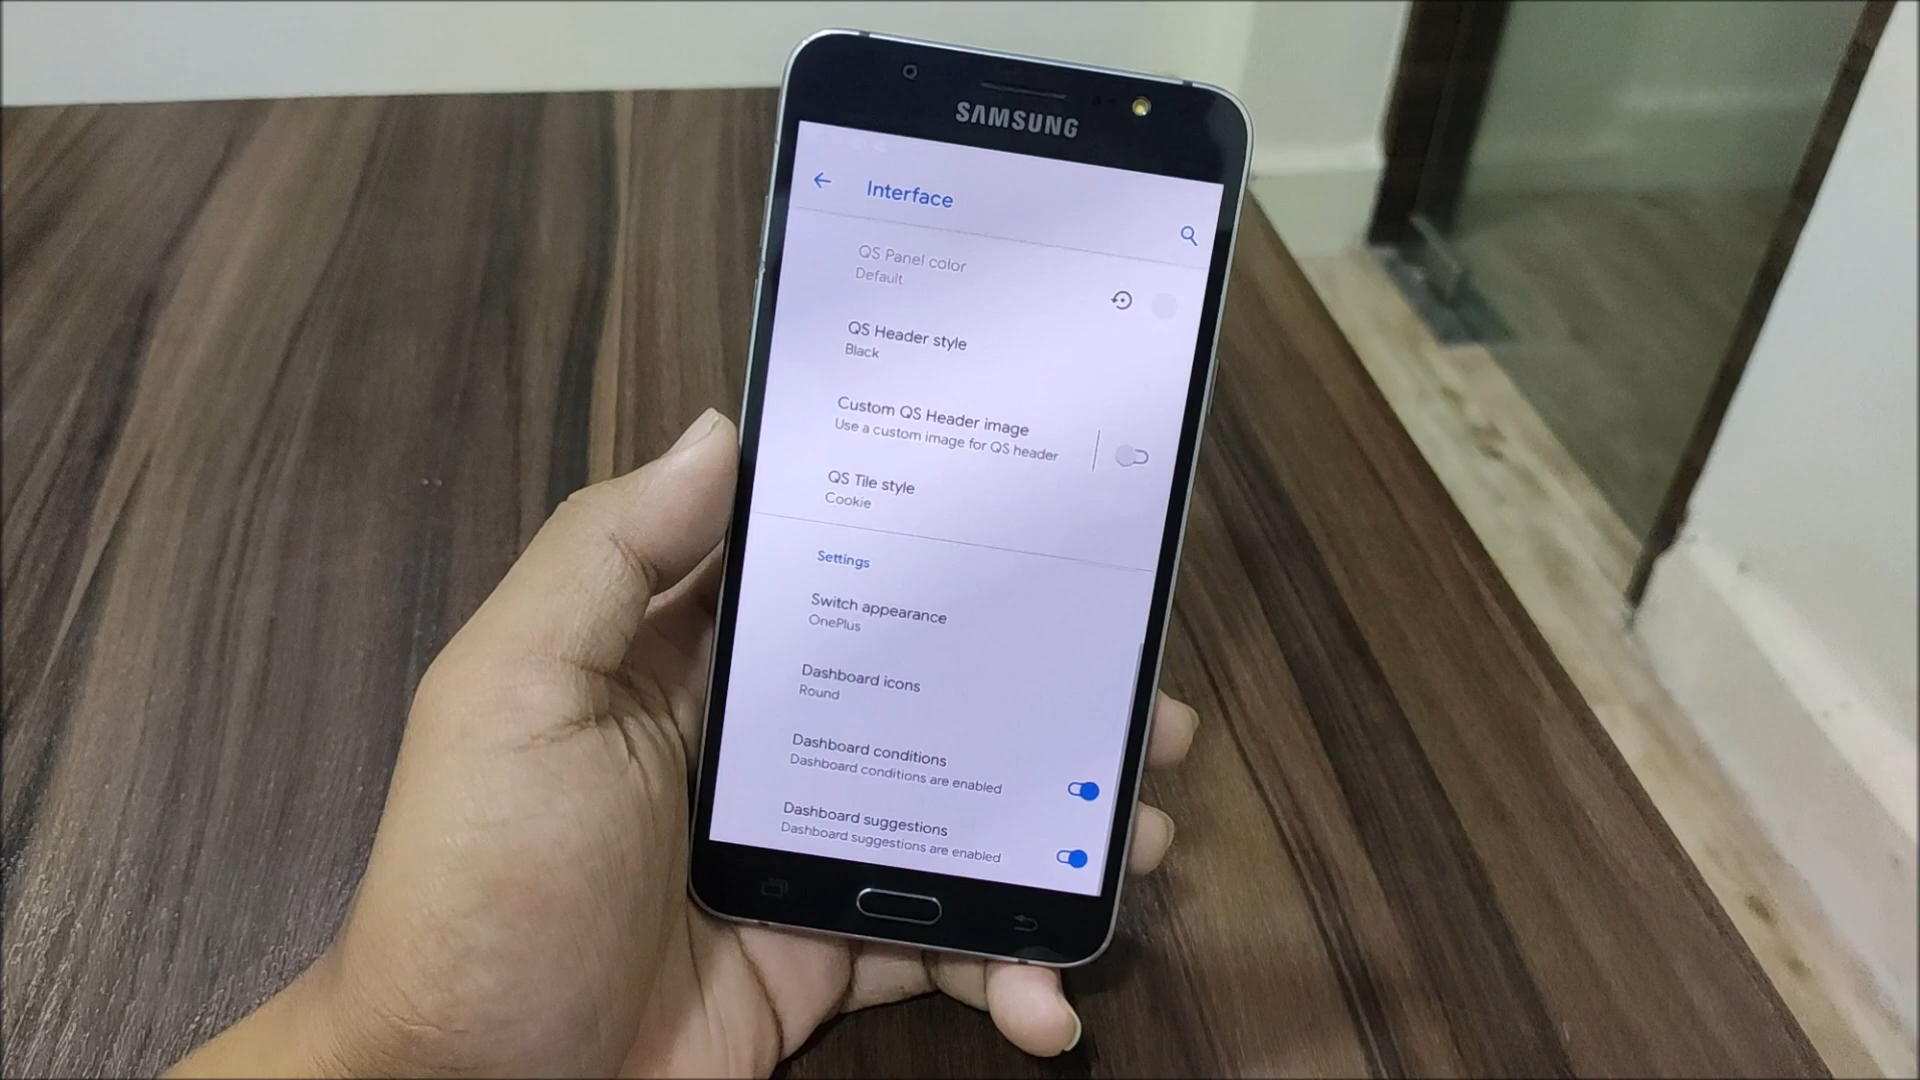 SAMSUNG
Interface
QS Panel color
Default
QS Header style
Black
Custom QS Header image
Use a custom image for QS header
QS Tile style
Cookie
Settings
Switch appearance
OnePlus
Dashboard icons
Round
Dashboard conditions
Dashboard conditions are enabled
Dashboard suggestions
Dashboard suggestions are enabled